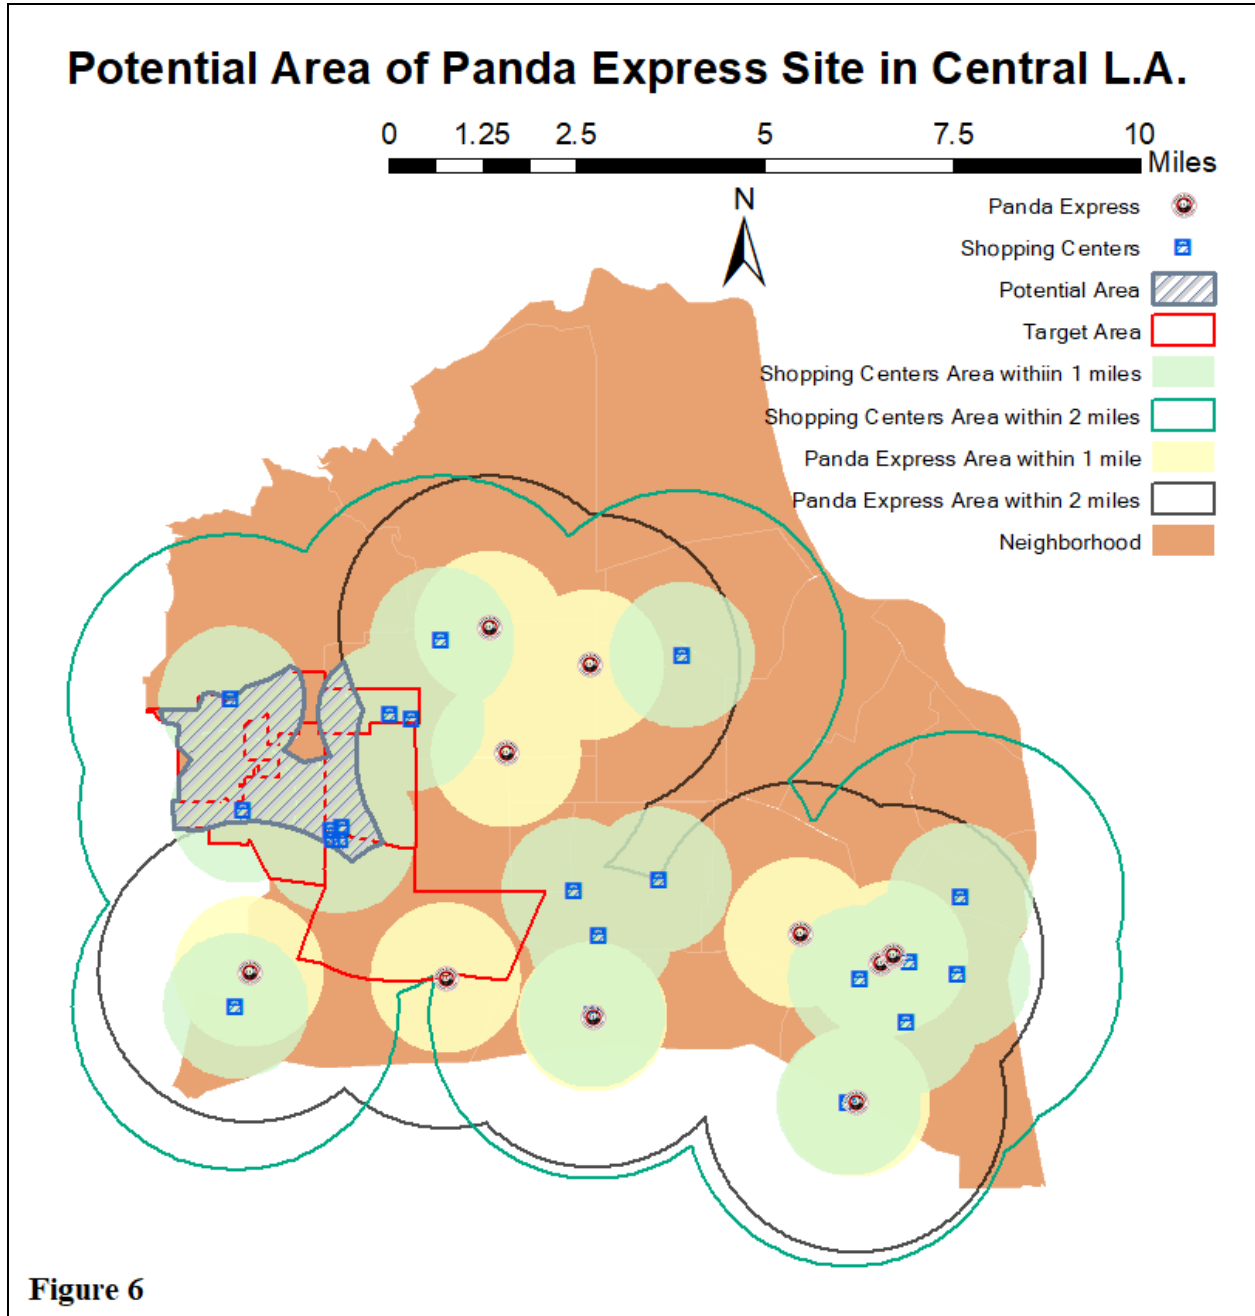 Potential Area of Panda Express Site in Central L.A.
0 1.25 2.5 5 7.5 10
Miles
N
Panda Express
Shopping Centers
Potential Area
Target Area
Shopping Centers Area withiin 1 miles
Shopping Centers Area within 2 miles
Panda Express Area within 1 mile
Panda Express Area within 2 miles
Neighborhood
Figure 6